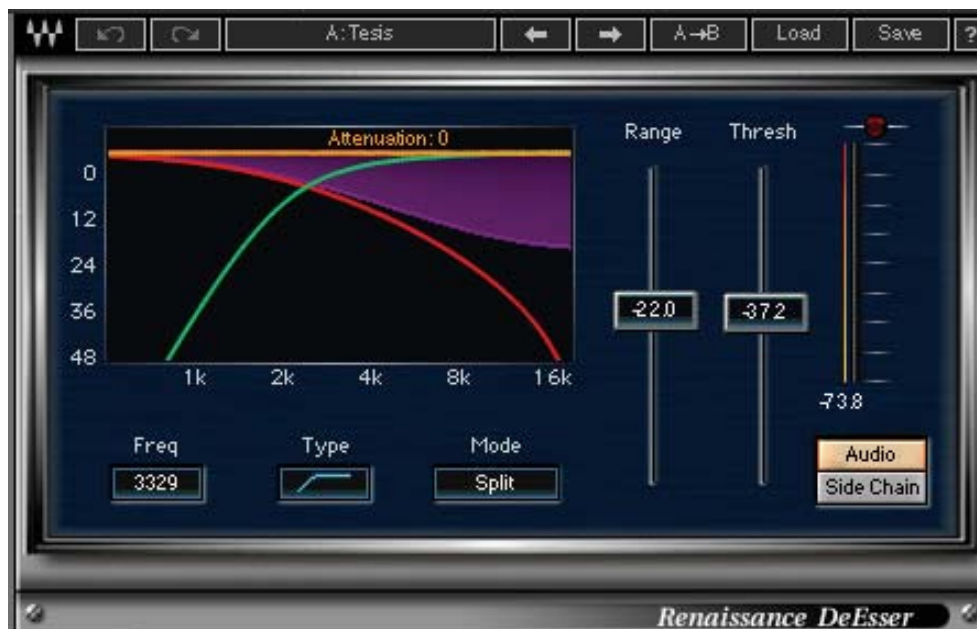 A:Tesis A→B Load Save ?
Attenuation: 0
Range Thresh
0
12
24
36
48
1k 2k 4k 8k 16k
-22.0 -37.2
-73.8
Freq Type Mode
3329 Split
Audio
Side Chain
Renaissance DeEsser